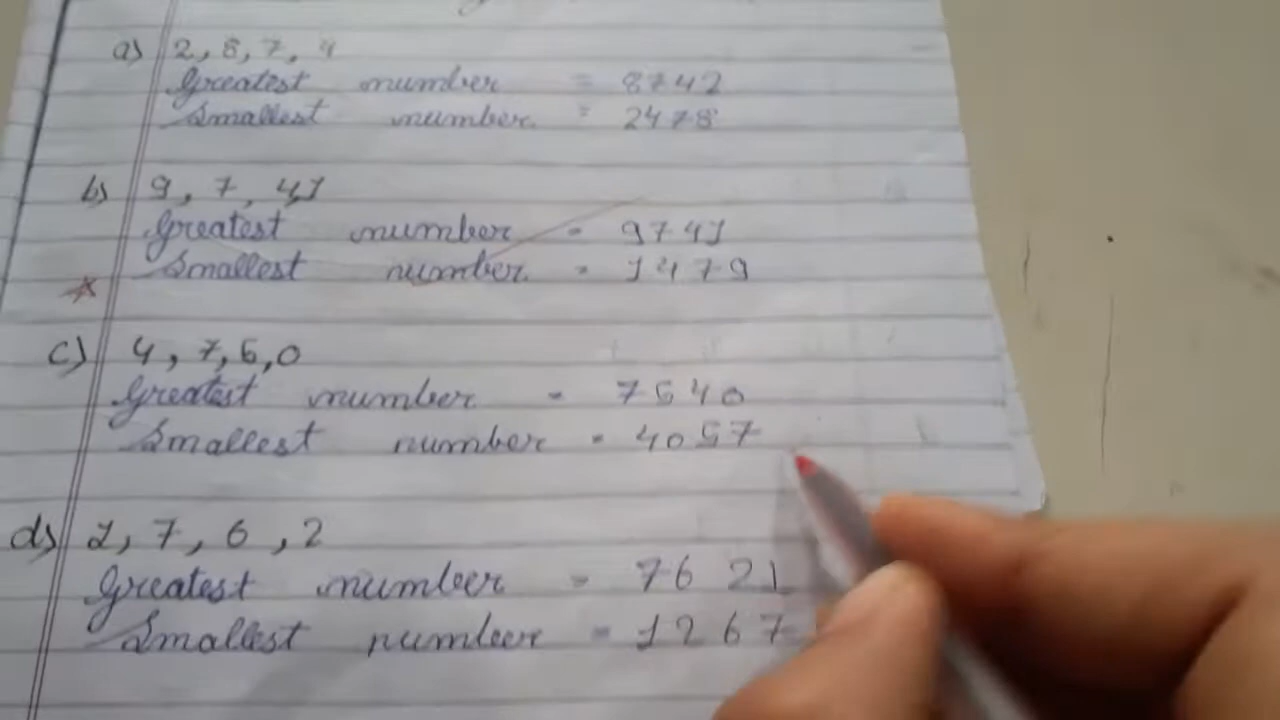 a) 2, 8, 7, 4
Greatest number = 8742
Smallest number = 2478
b) 9, 7, 4,1
Greatest number = 9741
Smallest number = 1479
c) 4, 7, 5, 0
Greatest number = 7540
Smallest number = 4057
d) 1, 7, 6, 2
Greatest number = 7621
Smallest number = 1267